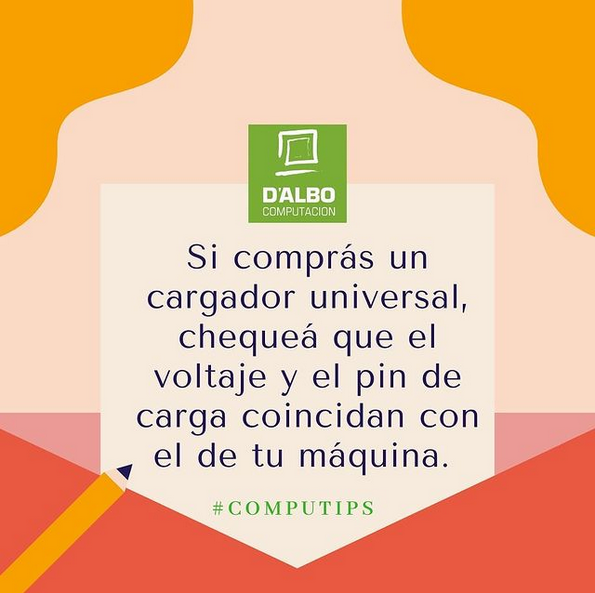 D'ALBO
COMPUTACION
Si comprás un
cargador universal,
chequeá que el
voltaje y el pin de
carga coincidan con
el de tu máquina.
#COMPUTIPS